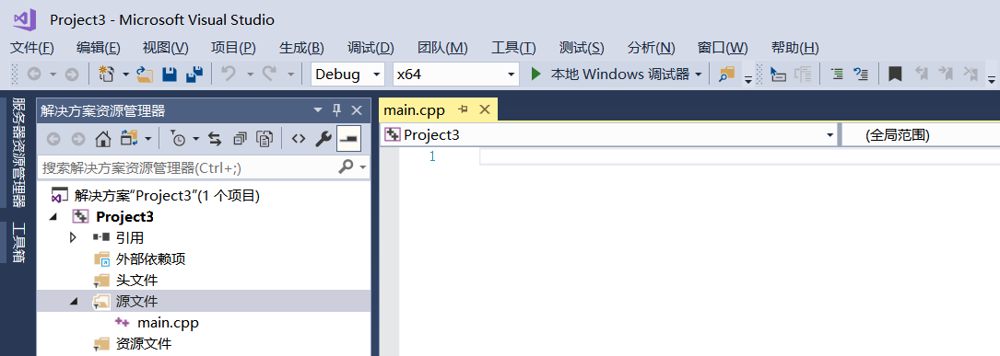 Project3 - Microsoft Visual Studio
文件(F) 编辑(E) 视图(V) 项目(P) 生成(B) 调试(D) 团队(M) 工具(T) 测试(S) 分析(N) 窗口(W) 帮助(H)
Debug x64 本地 Windows 调试器
服务器资源管理器
工具箱
解决方案资源管理器
搜索解决方案资源管理器(Ctrl+;)
解决方案"Project3"(1 个项目)
Project3
引用
外部依赖项
头文件
源文件
main.cpp
资源文件
main.cpp
Project3 (全局范围)
1